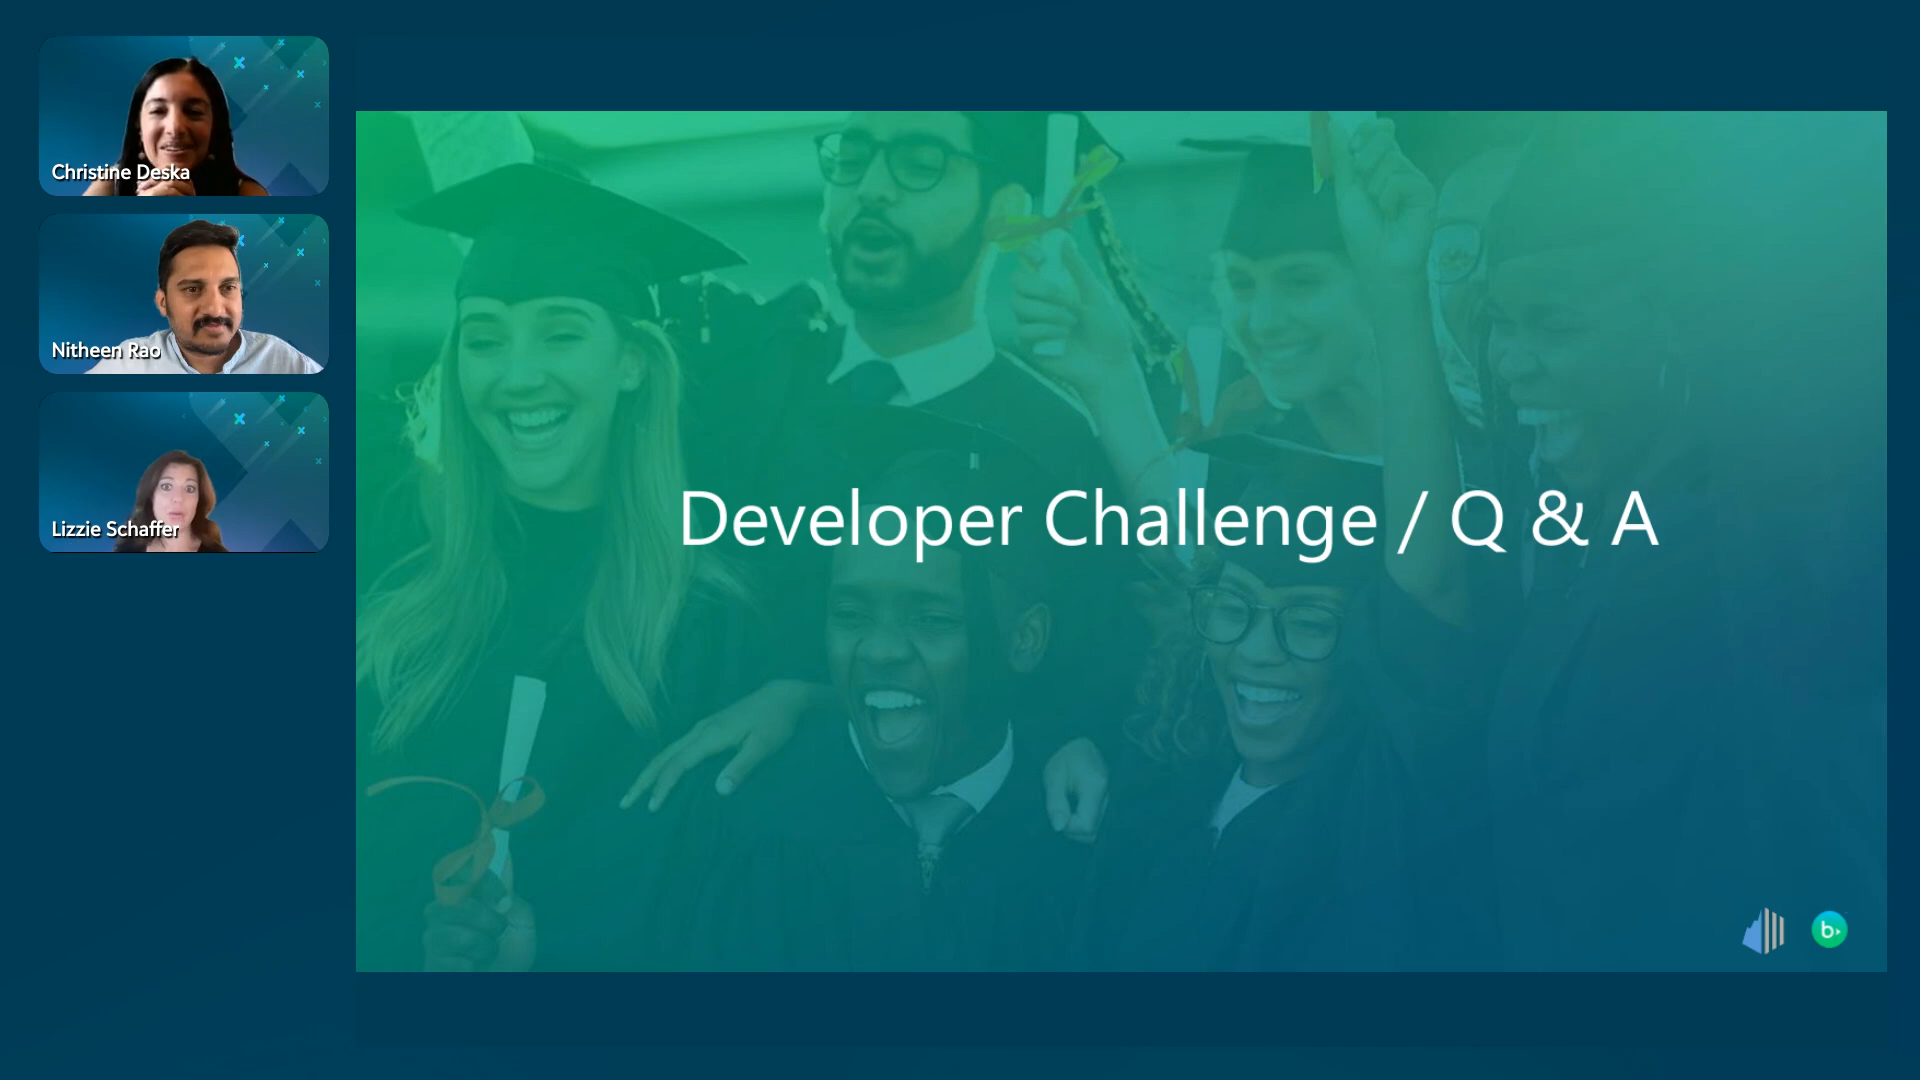 Christine Deska
Nitheen Rao
Lizzie Schaffer
Developer Challenge / Q & A
b